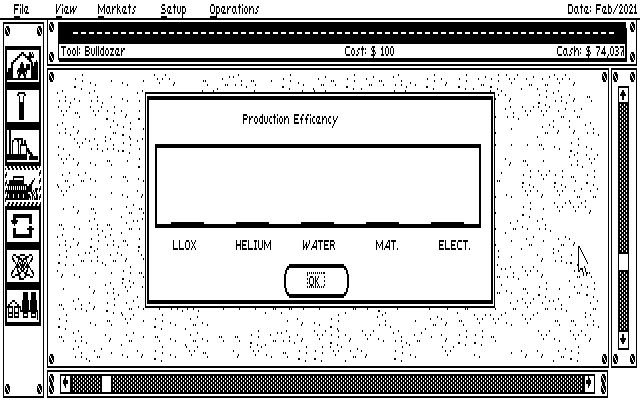 File View Markets Setup Operations Date: Feb/2021
Tool: Bulldozer Cost: $ 100 Cash: $ 74,037
Production Efficency
LLOX HELIUM WATER MAT. ELECT.
OK